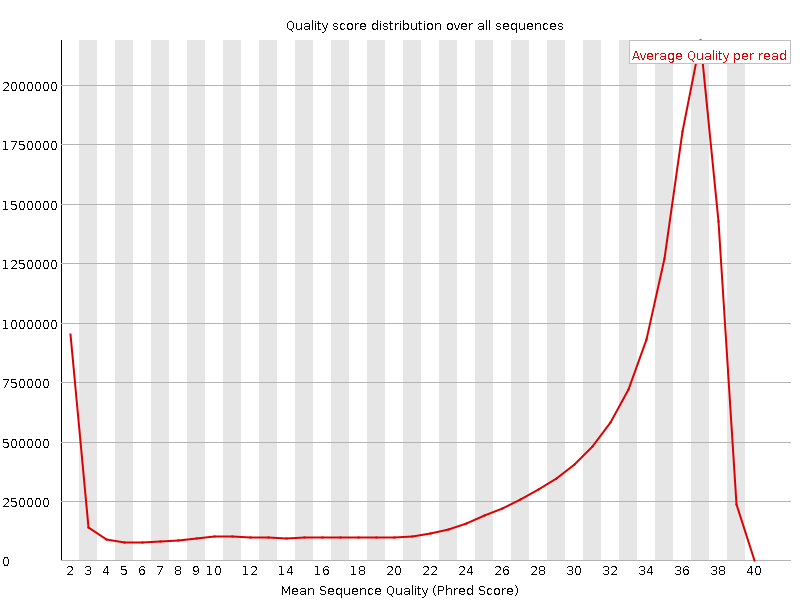 Quality score distribution over all sequences
Average Quality per read
2000000
1750000
1500000
1250000
1000000
750000
500000
250000
0
2 3 4 5 6 7 8 9 10 12 14 16 18 20 22 24 26 28 30 32 34 36 38 40
Mean Sequence Quality (Phred Score)